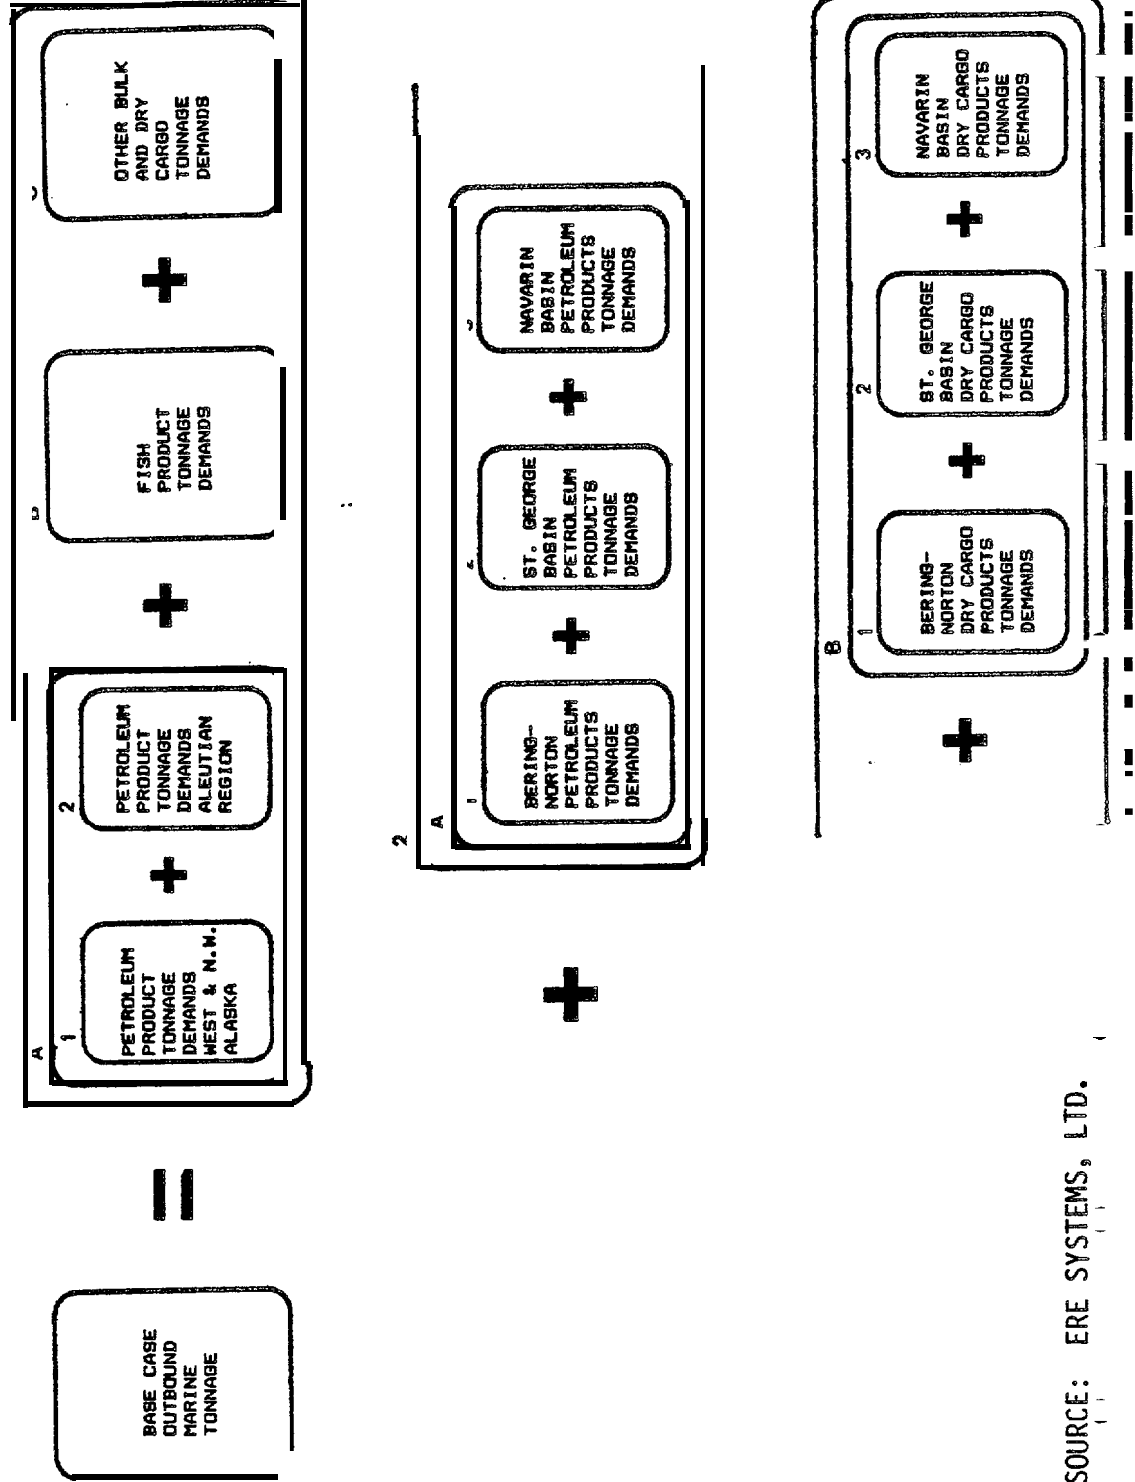 BASE CASE
OUTBOUND
MARINE
TONNAGE
=
A
1
PETROLEUM
PRODUCT
TONNAGE
DEMANDS
WEST & N.W.
ALASKA
+
2
PETROLEUM
PRODUCT
TONNAGE
DEMANDS
ALEUTIAN
REGION
+
FISH
PRODUCT
TONNAGE
DEMANDS
+
OTHER BULK
AND DRY
CARGO
TONNAGE
DEMANDS
+
2
A
BERING-
NORTON
PETROLEUM
PRODUCTS
TONNAGE
DEMANDS
+
ST. GEORGE
BASIN
PETROLEUM
PRODUCTS
TONNAGE
DEMANDS
+
NAVARIN
BASIN
PETROLEUM
PRODUCTS
TONNAGE
DEMANDS
+
B
1
BERING-
NORTON
DRY CARGO
PRODUCTS
TONNAGE
DEMANDS
+
2
ST. GEORGE
BASIN
DRY CARGO
PRODUCTS
TONNAGE
DEMANDS
+
3
NAVARIN
BASIN
DRY CARGO
PRODUCTS
TONNAGE
DEMANDS
SOURCE: ERE SYSTEMS, LTD.